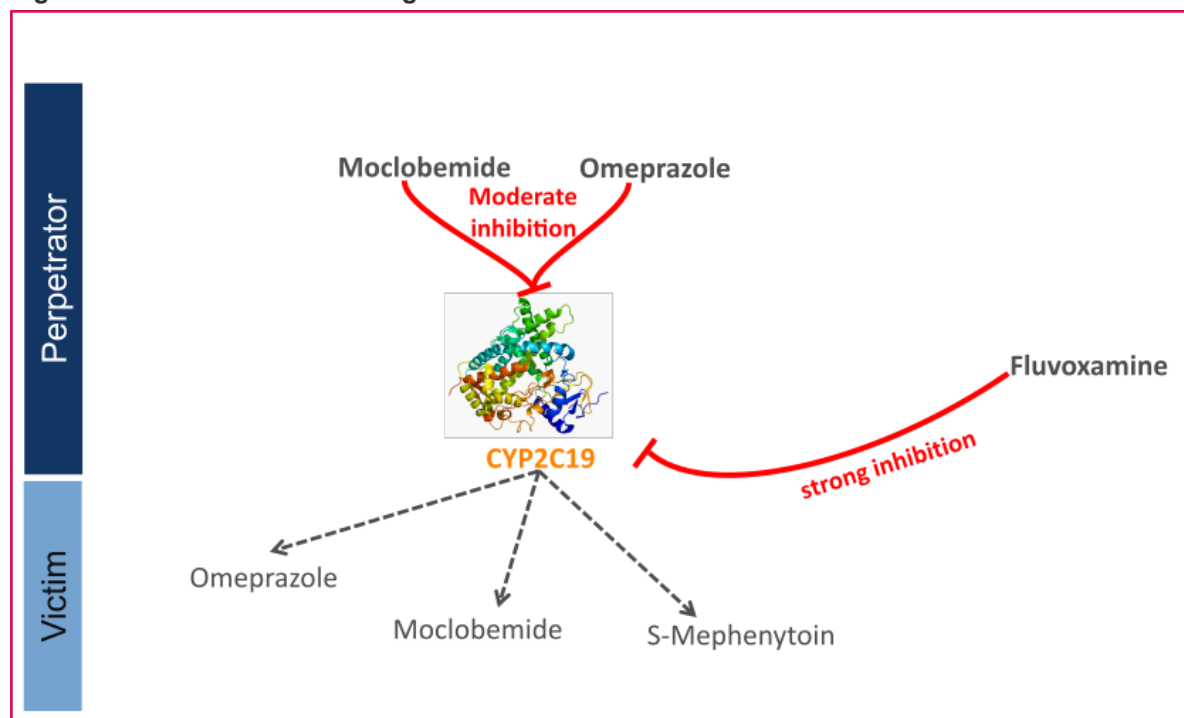 Perpetrator
Moclobemide
Omeprazole
Moderate
inhibition
Fluvoxamine
CYP2C19
strong inhibition
Victim
Omeprazole
Moclobemide
S-Mephenytoin